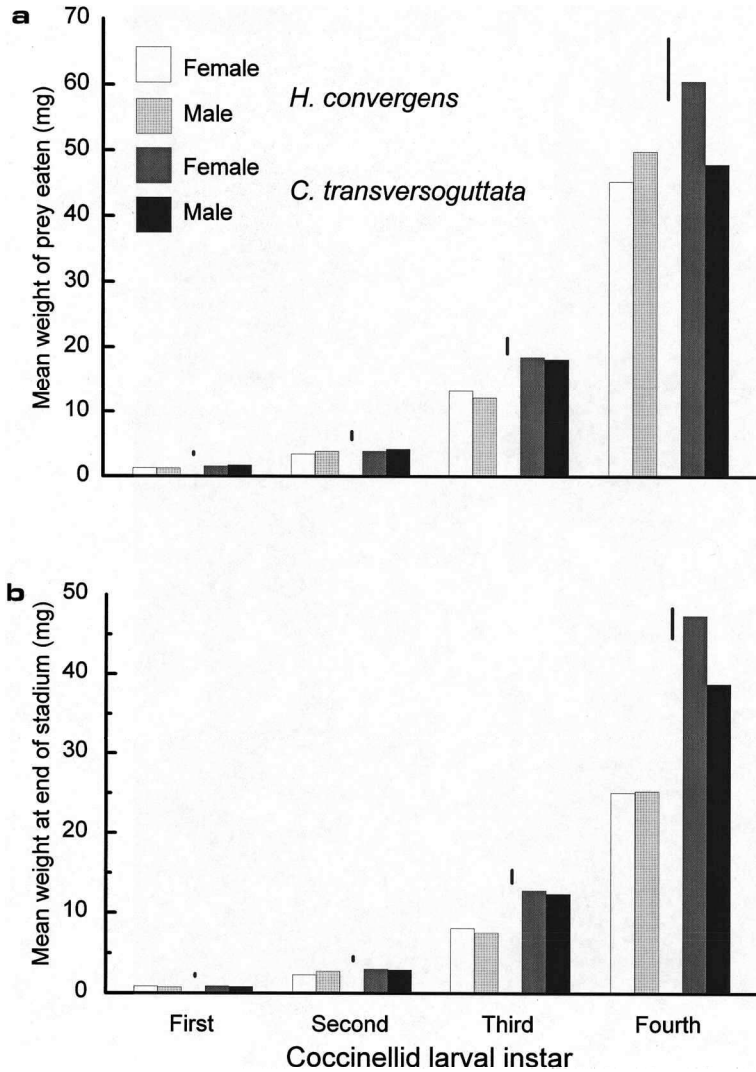 a
70
60
50
40
30
20
10
0
Mean weight of prey eaten (mg)
Female
Male
H. convergens
Female
Male
C. transversoguttata
b
50
40
30
20
10
0
Mean weight at end of stadium (mg)
First Second Third Fourth
Coccinellid larval instar